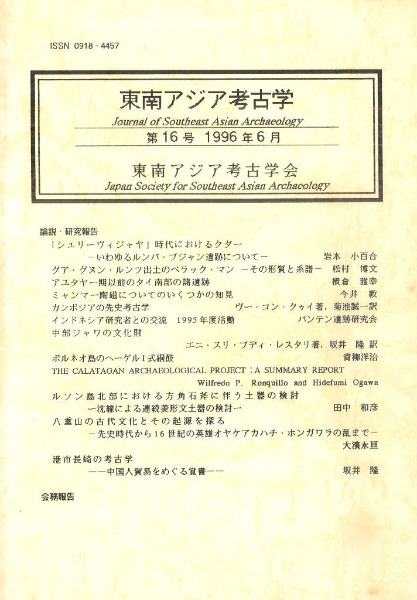 ISSN 0918-4457
東南アジア考古学
Journal of Southeast Asian Archaeology
第16号 1996年6月
東南アジア考古学会
Japan Society for Southeast Asian Archaeology
論説・研究報告
「シュリーヴィジャヤ」時代におけるクダー
－いわゆるルンバ・ブジャン遺跡について－ 岩本 小百合
グア・グヌン・ルンツ出土のペラック・マン －その形質と系譜－ 松村 博文
アユタヤー期以前のタイ南部の諸遺跡 横倉 雅幸
ミャンマー陶磁についてのいくつかの知見 今井 敦
カンボジアの先史考古学 ヴー・コン・クゥイ著、菊池誠一訳
インドネシア研究者との交流 1995年度活動 バンテン遺跡研究会
中部ジャワの文化財
エニ・スリ・ブディ・レスタリ著、坂井 隆 訳
ボルネオ島のヘーゲルⅠ式銅鼓 青柳洋治
THE CALATAGAN ARCHAEOLOGICAL PROJECT :A SUMMARY REPORT
Wilfredo P. Ronquillo and Hidefumi Ogawa
ルソン島北部における方角石斧に伴う土器の検討
－沈線による連続菱形文土器の検討－ 田中 和彦
八重山の古代文化とその起源を探る
－先史時代から16世紀の英雄オヤケアカハチ・ホンガワラの乱まで－
大濱永亘
港市長崎の考古学
－－中国人貿易をめぐる覚書－－ 坂井 隆
会務報告